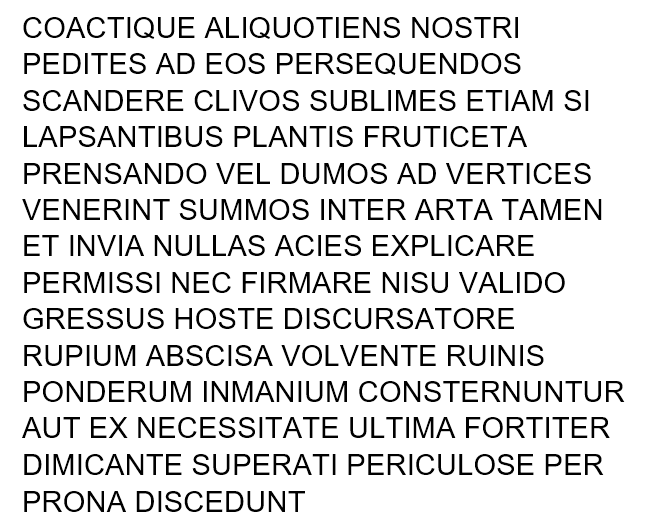 COACTIQUE ALIQUOTIENS NOSTRI
PEDITES AD EOS PERSEQUENDOS
SCANDERE CLIVOS SUBLIMES ETIAM SI
LAPSANTIBUS PLANTIS FRUTICETA
PRENSANDO VEL DUMOS AD VERTICES
VENERINT SUMMOS INTER ARTA TAMEN
ET INVIA NULLAS ACIES EXPLICARE
PERMISSI NEC FIRMARE NISU VALIDO
GRESSUS HOSTE DISCURSATORE
RUPIUM ABSCISA VOLVENTE RUINIS
PONDERUM INMANIUM CONSTERNUNTUR
AUT EX NECESSITATE ULTIMA FORTITER
DIMICANTE SUPERATI PERICULOSE PER
PRONA DISCEDUNT